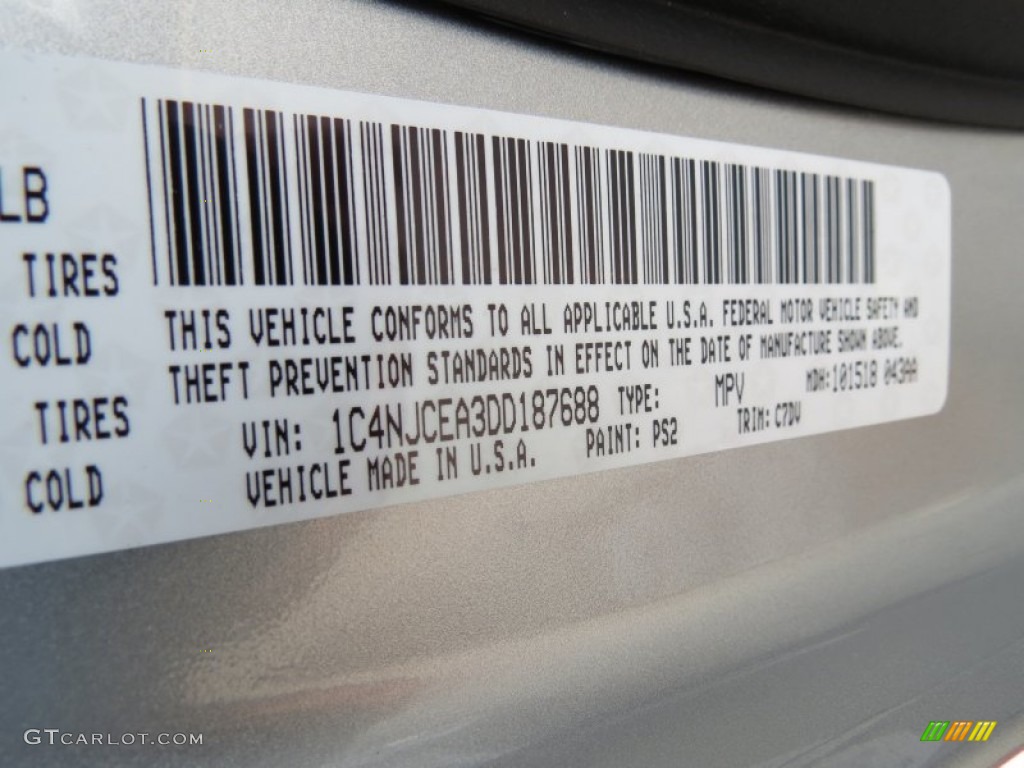 LB
TIRES
COLD
TIRES
COLD
THIS VEHICLE CONFORMS TO ALL APPLICABLE U.S.A. FEDERAL MOTOR VEHICLE SAFETY AND
THEFT PREVENTION STANDARDS IN EFFECT ON THE DATE OF MANUFACTURE SHOWN ABOVE.
VIN: 1C4NJCEA3DD187688 TYPE: MPV MDH:101518 043AA
VEHICLE MADE IN U.S.A. PAINT: PS2 TRIM: C7DV
GTCARLOT.COM